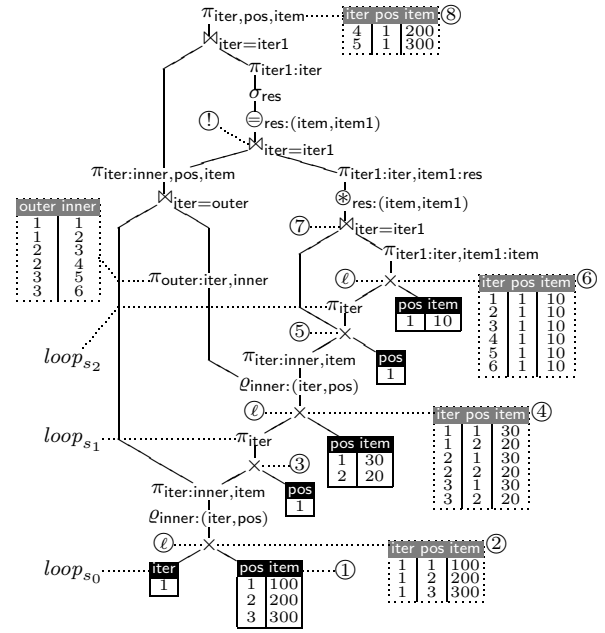 π iter,pos,item
iter pos item ⑧
4 1 200
5 1 300
⋈ iter=iter1
π iter1:iter
σ res
! = res:(item,item1)
⋈ iter=iter1
π iter:inner,pos,item π iter1:iter,item1:res
⋈ iter=outer ⊛ res:(item,item1)
outer inner
1 1
1 2
2 3
2 4
3 5
3 6
⑦ ⋈ iter=iter1
π iter1:iter,item1:item
π outer:iter,inner ℓ ×
iter pos item ⑥
1 1 10
2 1 10
3 1 10
4 1 10
5 1 10
6 1 10
π iter
pos item
1 10
loop s2
⑤ ×
π iter:inner,item
pos
1
ϱ inner:(iter,pos)
ℓ ×
iter pos item ④
1 1 30
1 2 20
2 1 30
2 2 20
3 1 30
3 2 20
loop s1 π iter
pos item
1 30
2 20
× ③
π iter:inner,item
pos
1
ϱ inner:(iter,pos)
ℓ ×
iter pos item ②
1 1 100
1 2 200
1 3 300
loop s0
iter
1
pos item ①
1 100
2 200
3 300